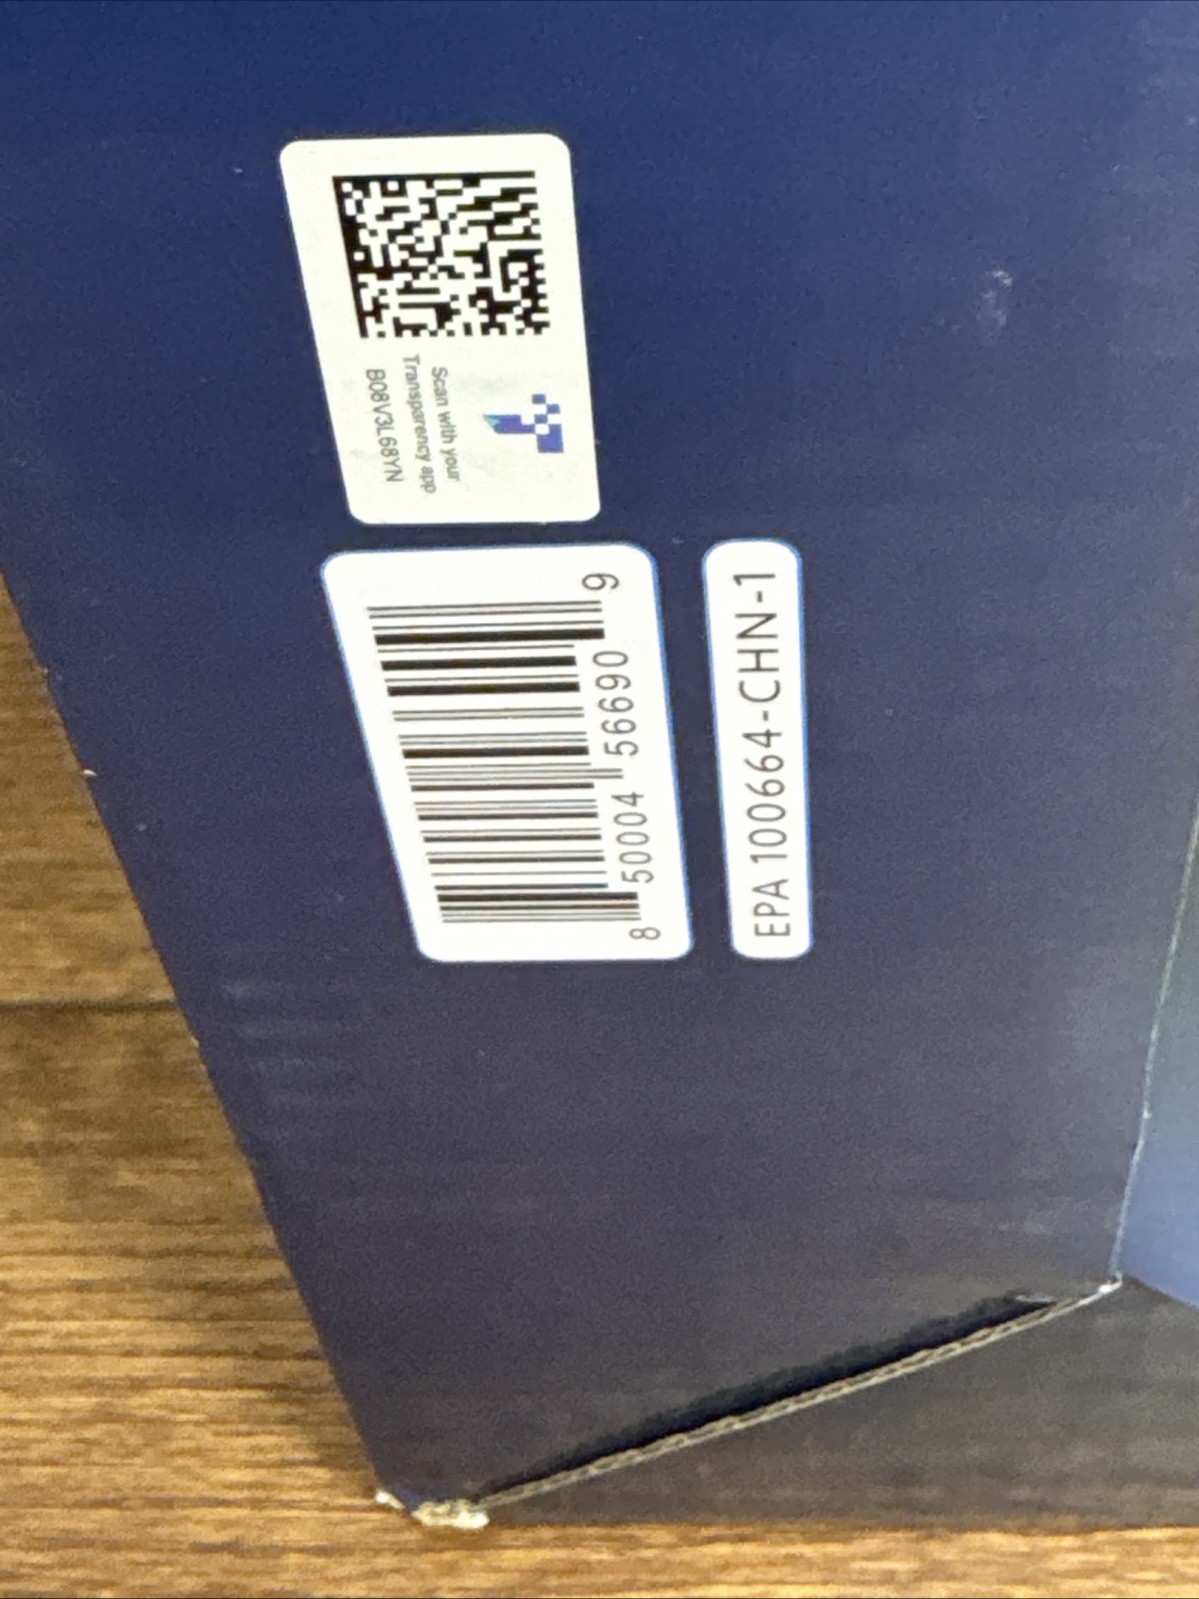 Scan with your
Transparency app
B08V3L68YN
8 50004 56690 9
EPA 100664-CHN-1